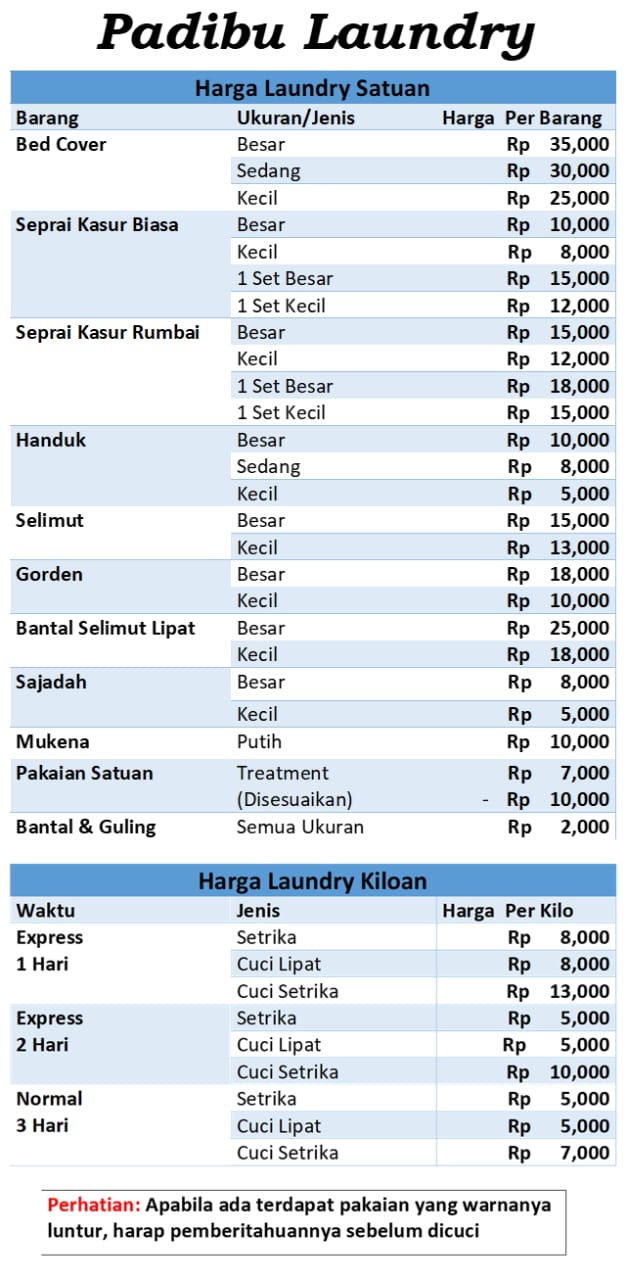 Padibu Laundry
Harga Laundry Satuan
Barang Ukuran/Jenis Harga Per Barang
Bed Cover Besar Rp 35,000
Sedang Rp 30,000
Kecil Rp 25,000
Seprai Kasur Biasa Besar Rp 10,000
Kecil Rp 8,000
1 Set Besar Rp 15,000
1 Set Kecil Rp 12,000
Seprai Kasur Rumbai Besar Rp 15,000
Kecil Rp 12,000
1 Set Besar Rp 18,000
1 Set Kecil Rp 15,000
Handuk Besar Rp 10,000
Sedang Rp 8,000
Kecil Rp 5,000
Selimut Besar Rp 15,000
Kecil Rp 13,000
Gorden Besar Rp 18,000
Kecil Rp 10,000
Bantal Selimut Lipat Besar Rp 25,000
Kecil Rp 18,000
Sajadah Besar Rp 8,000
Kecil Rp 5,000
Mukena Putih Rp 10,000
Pakaian Satuan Treatment Rp 7,000
(Disesuaikan) - Rp 10,000
Bantal & Guling Semua Ukuran Rp 2,000
Harga Laundry Kiloan
Waktu Jenis Harga Per Kilo
Express Setrika Rp 8,000
1 Hari Cuci Lipat Rp 8,000
Cuci Setrika Rp 13,000
Express Setrika Rp 5,000
2 Hari Cuci Lipat Rp 5,000
Cuci Setrika Rp 10,000
Normal Setrika Rp 5,000
3 Hari Cuci Lipat Rp 5,000
Cuci Setrika Rp 7,000
Perhatian: Apabila ada terdapat pakaian yang warnanya
luntur, harap pemberitahuannya sebelum dicuci